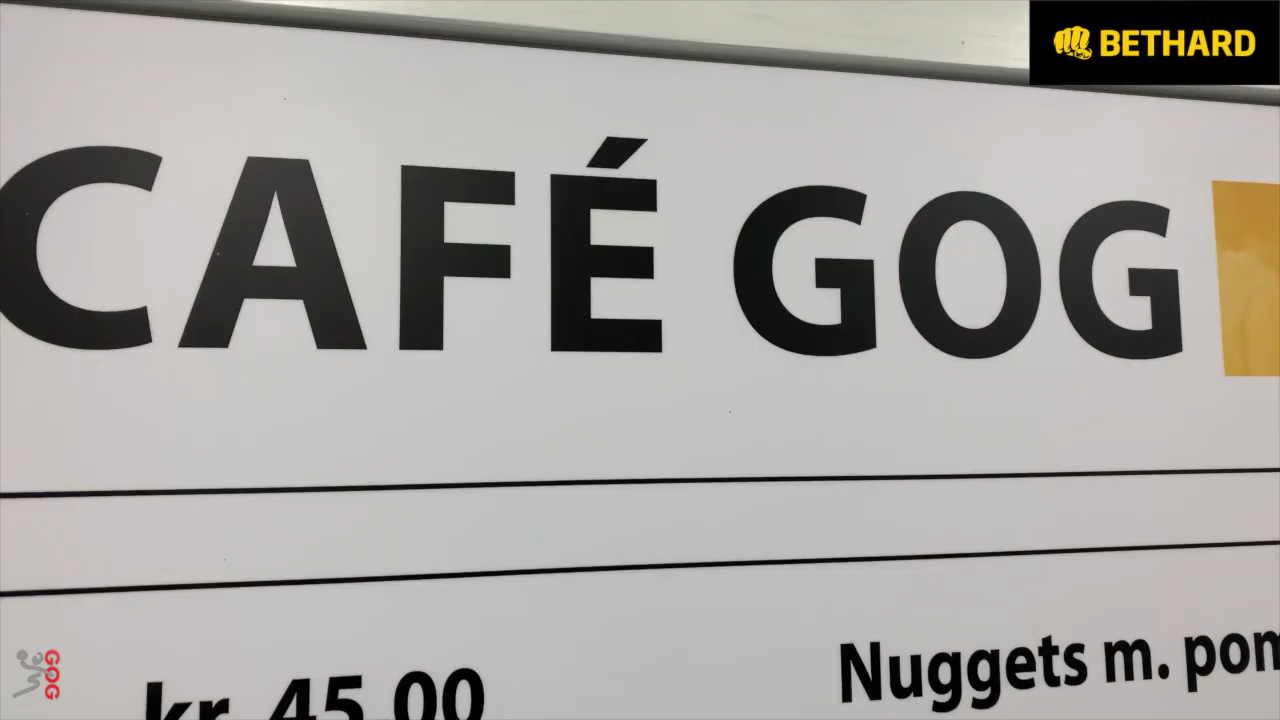 BETHARD
CAFÉ GOG
kr. 45,00
Nuggets m. pom
GOG